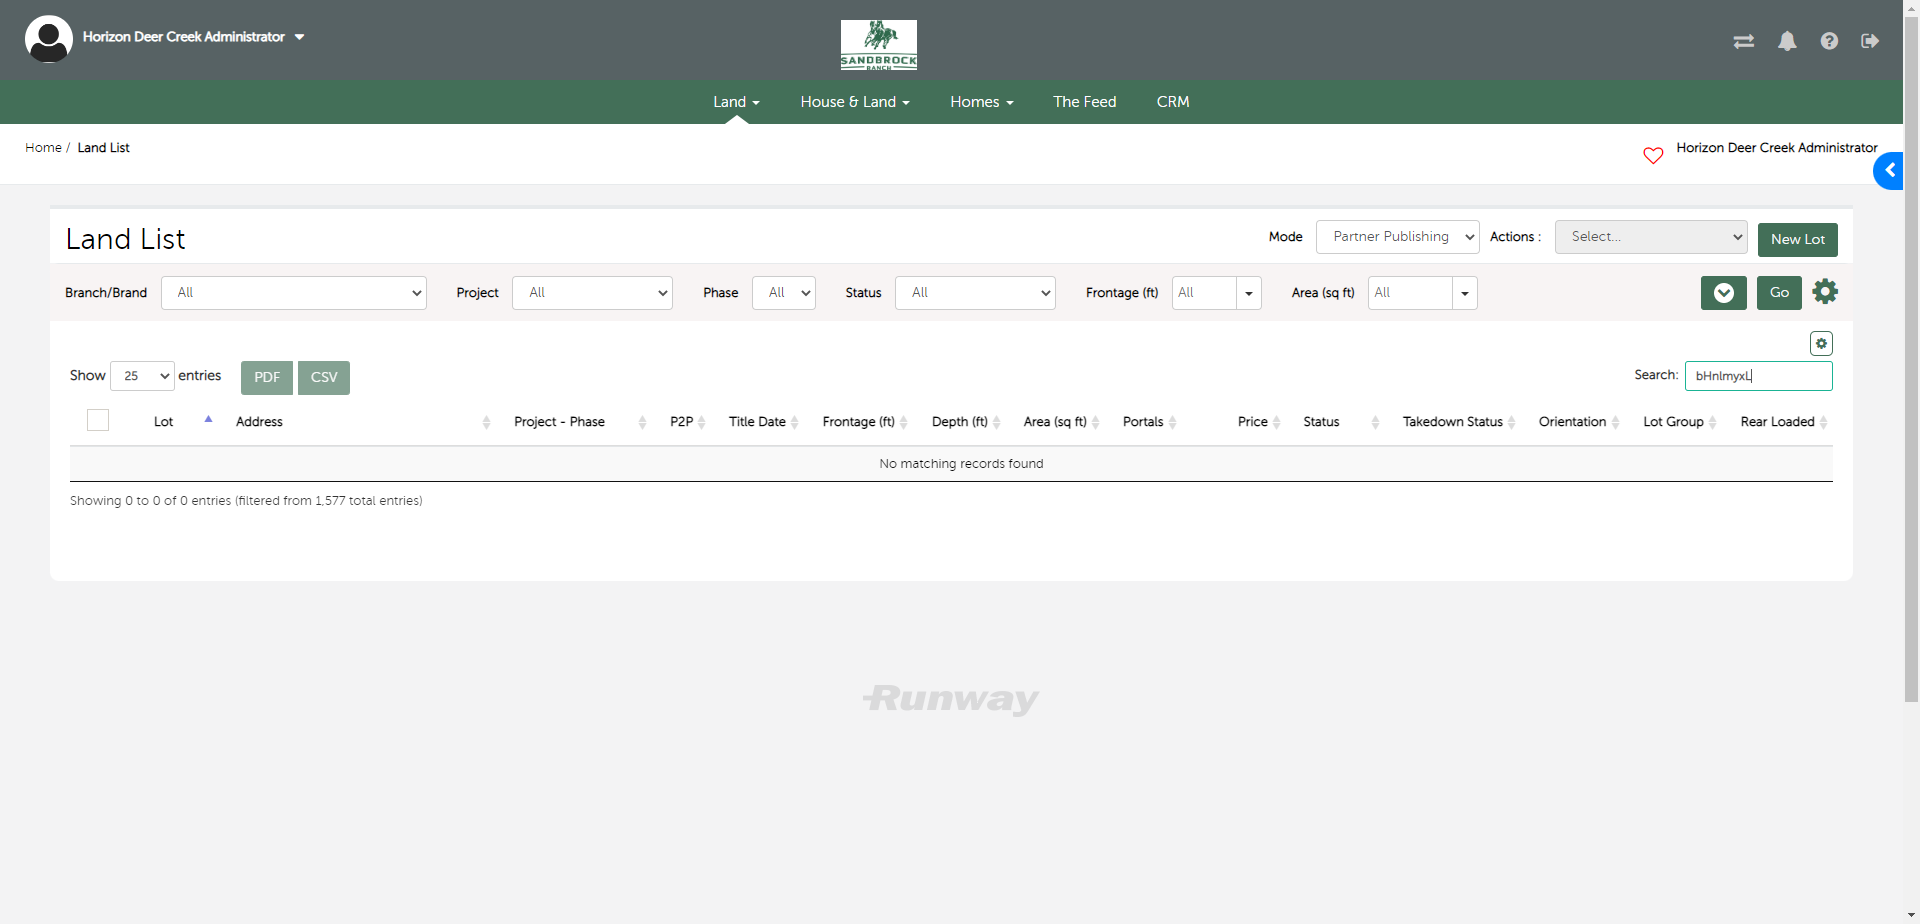 Horizon Deer Creek Administrator
SANDBROCK
RANCH
Land House & Land Homes The Feed CRM
Home / Land List
Horizon Deer Creek Administrator
Land List
Mode Partner Publishing Actions : Select... New Lot
Branch/Brand All Project All Phase All Status All Frontage (ft) All Area (sq ft) All Go
Show 25 entries PDF CSV
Search: bHnlmyxL
Lot Address Project - Phase P2P Title Date Frontage (ft) Depth (ft) Area (sq ft) Portals Price Status Takedown Status Orientation Lot Group Rear Loaded
No matching records found
Showing 0 to 0 of 0 entries (filtered from 1,577 total entries)
Runway